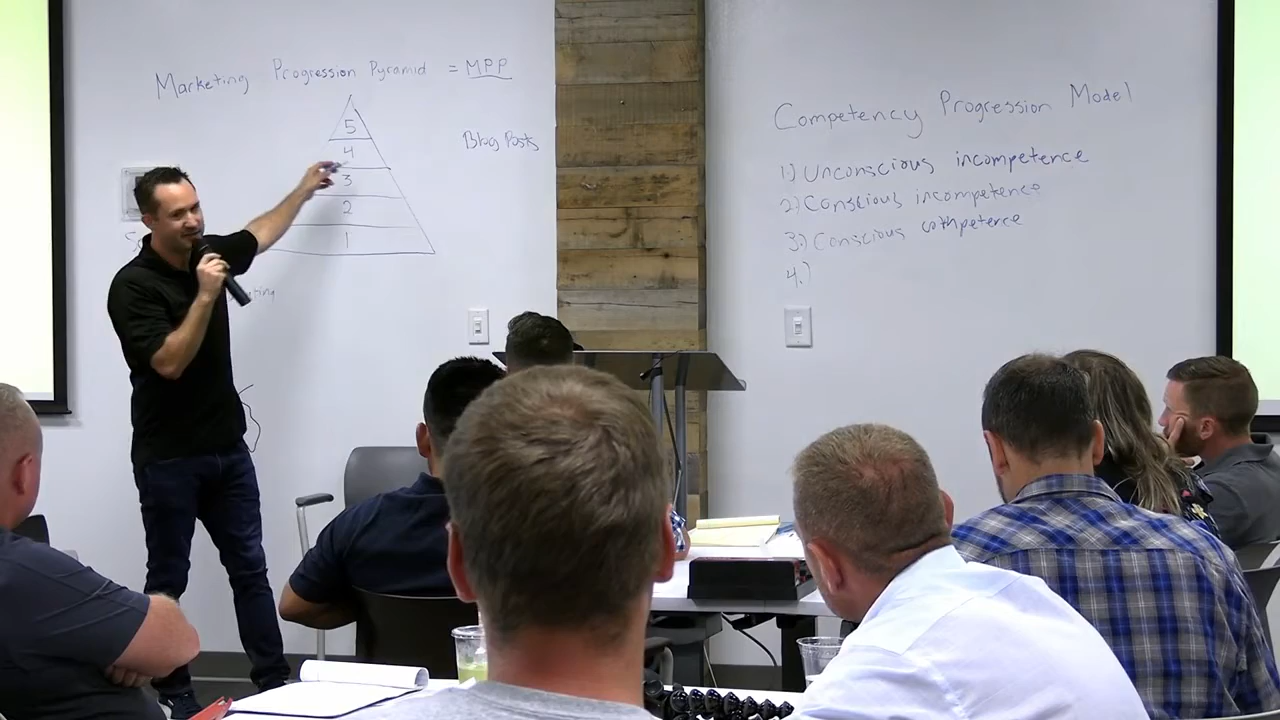 Marketing Progression Pyramid = MPP
5
4
3
2
1
Blog Posts
Competency Progression Model
1.) Unconscious incompetence
2.) Conscious incompetence
3.) Conscious competence
4.)